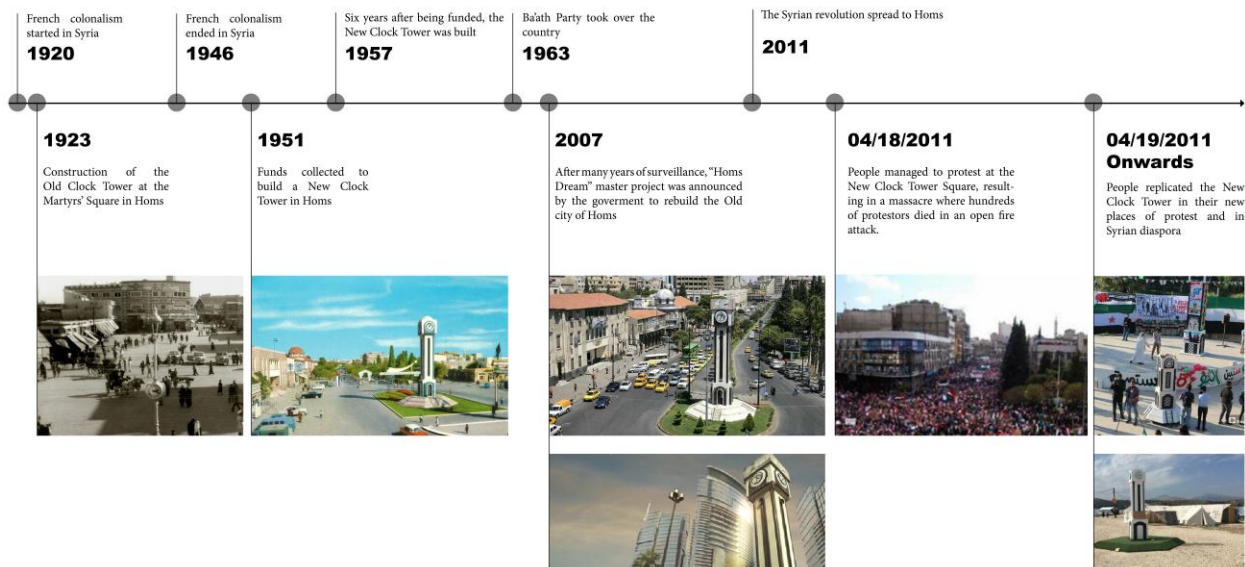 French colonalism
started in Syria
1920
French colonalism
ended in Syria
1946
Six years after being funded, the
New Clock Tower was built
1957
Ba'ath Party took over the
country
1963
The Syrian revolution spread to Homs
2011
1923
Construction of the
Old Clock Tower at the
Martyrs' Square in Homs
1951
Funds collected to
build a New Clock
Tower in Homs
2007
After many years of surveillance, "Homs
Dream" master project was announced
by the goverment to rebuild the Old
city of Homs
04/18/2011
People managed to protest at the
New Clock Tower Square, result-
ing in a massacre where hundreds
of protestors died in an open fire
attack.
04/19/2011
Onwards
People replicated the New
Clock Tower in their new
places of protest and in
Syrian diaspora